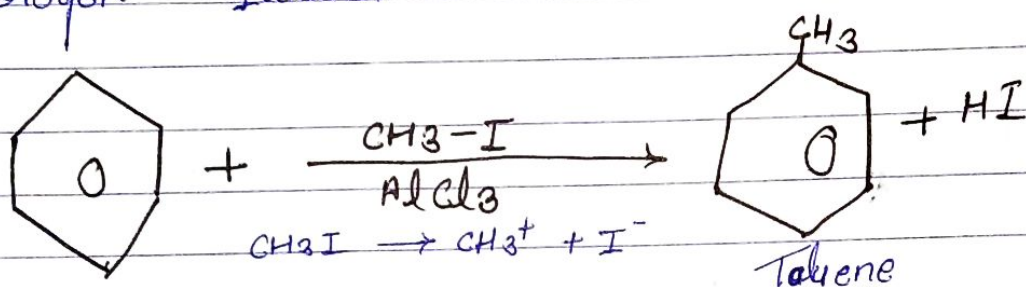 CH3
+ CH3-I + HI
AlCl3
CH3I → CH3+ + I-
Toluene